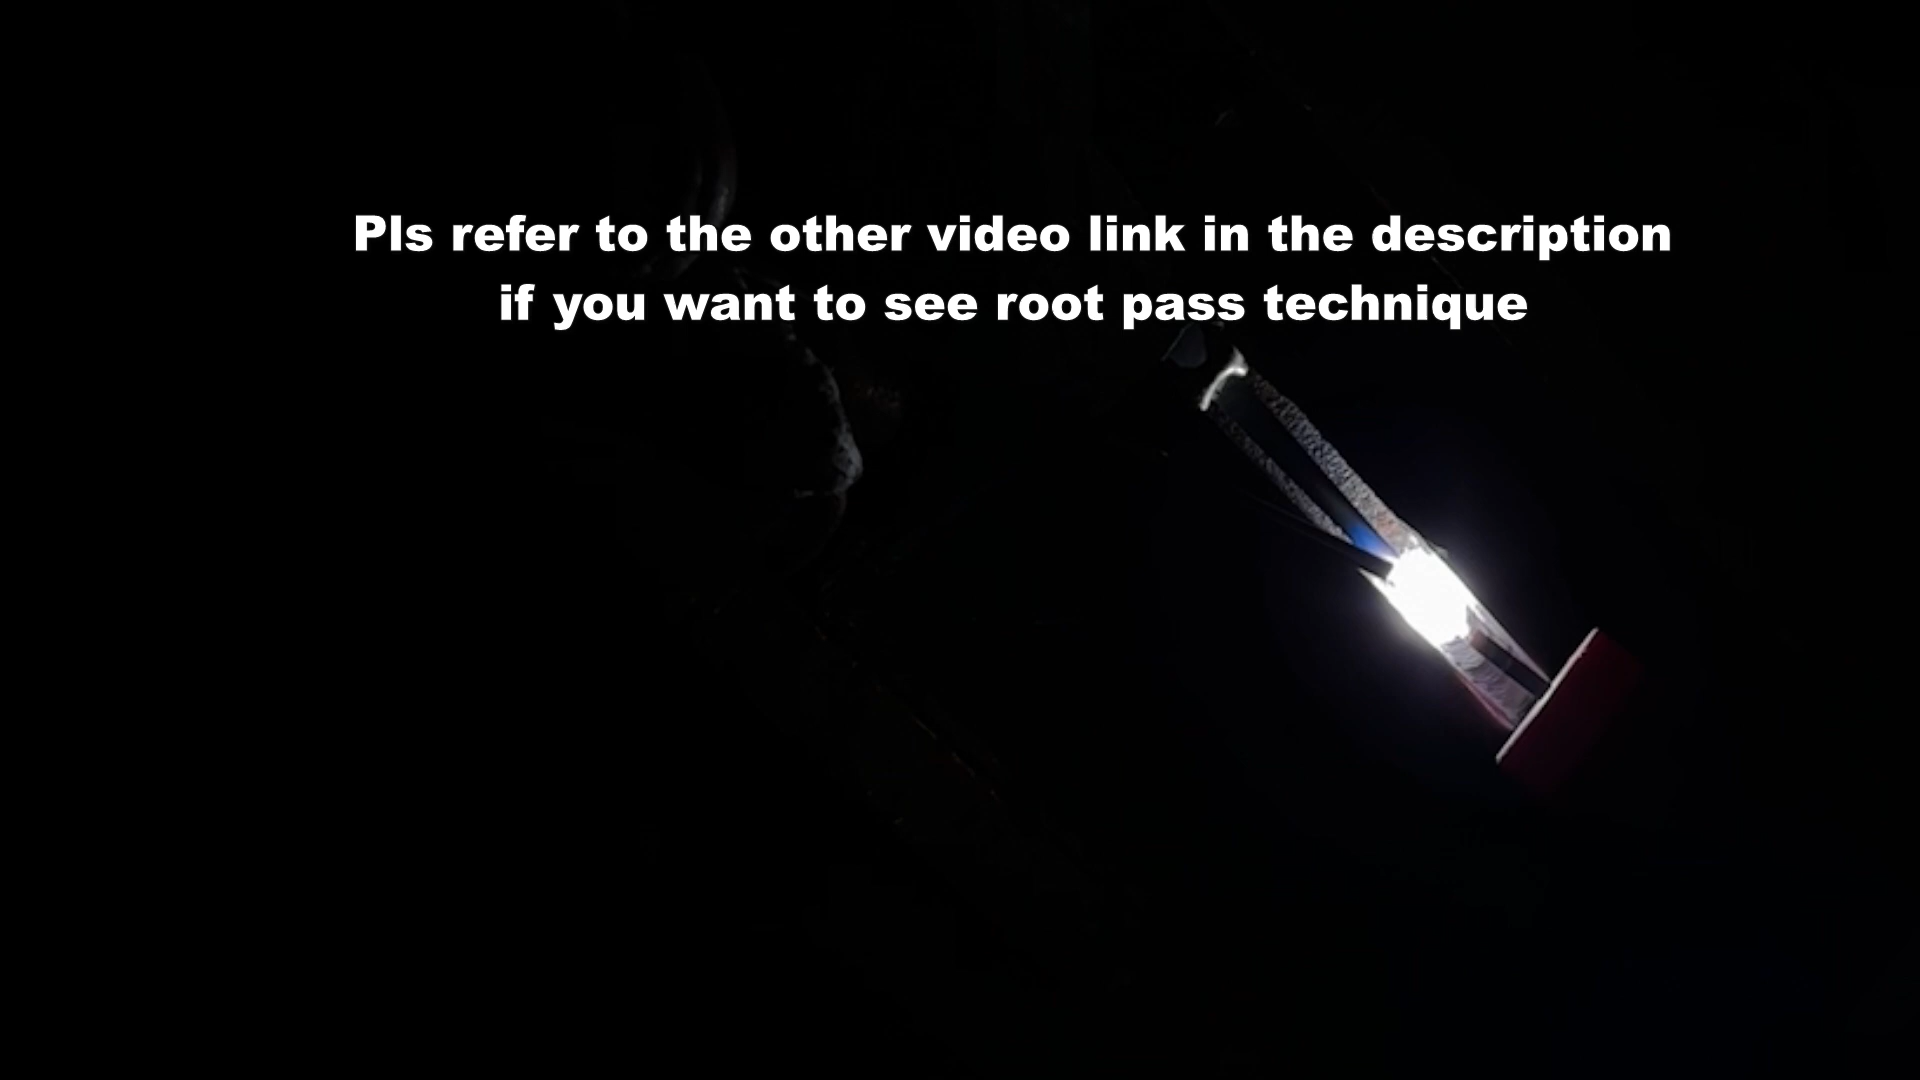 Pls refer to the other video link in the description
if you want to see root pass technique